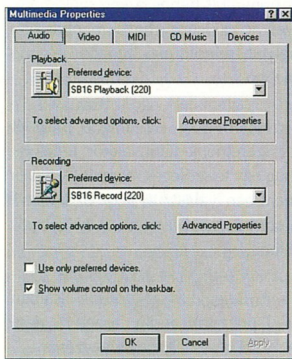 Multimedia Properties
Audio
Video
MIDI
CD Music
Devices
Playback
Preferred device:
SB16 Playback (220)
To select advanced options, click:
Advanced Properties
Recording
Preferred device:
SB16 Record (220)
To select advanced options, click:
Advanced Properties
Use only preferred devices.
Show volume control on the taskbar.
OK
Cancel
Apply